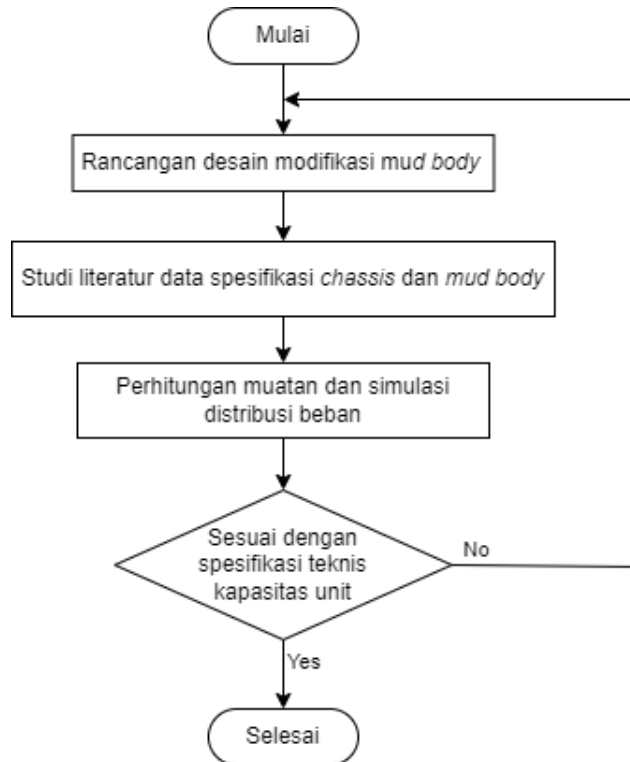 Mulai
Rancangan desain modifikasi mud body
Studi literatur data spesifikasi chassis dan mud body
Perhitungan muatan dan simulasi
distribusi beban
Sesuai dengan
spesifikasi teknis
kapasitas unit
No
Yes
Selesai